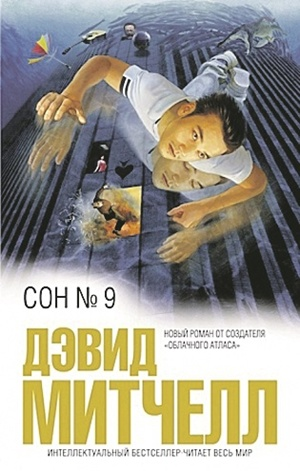 СОН № 9
НОВЫЙ РОМАН ОТ СОЗДАТЕЛЯ
«ОБЛАЧНОГО АТЛАСА»
ДЭВИД
МИТЧЕЛЛ
ИНТЕЛЛЕКТУАЛЬНЫЙ БЕСТСЕЛЛЕР·ЧИТАЕТ ВЕСЬ МИР